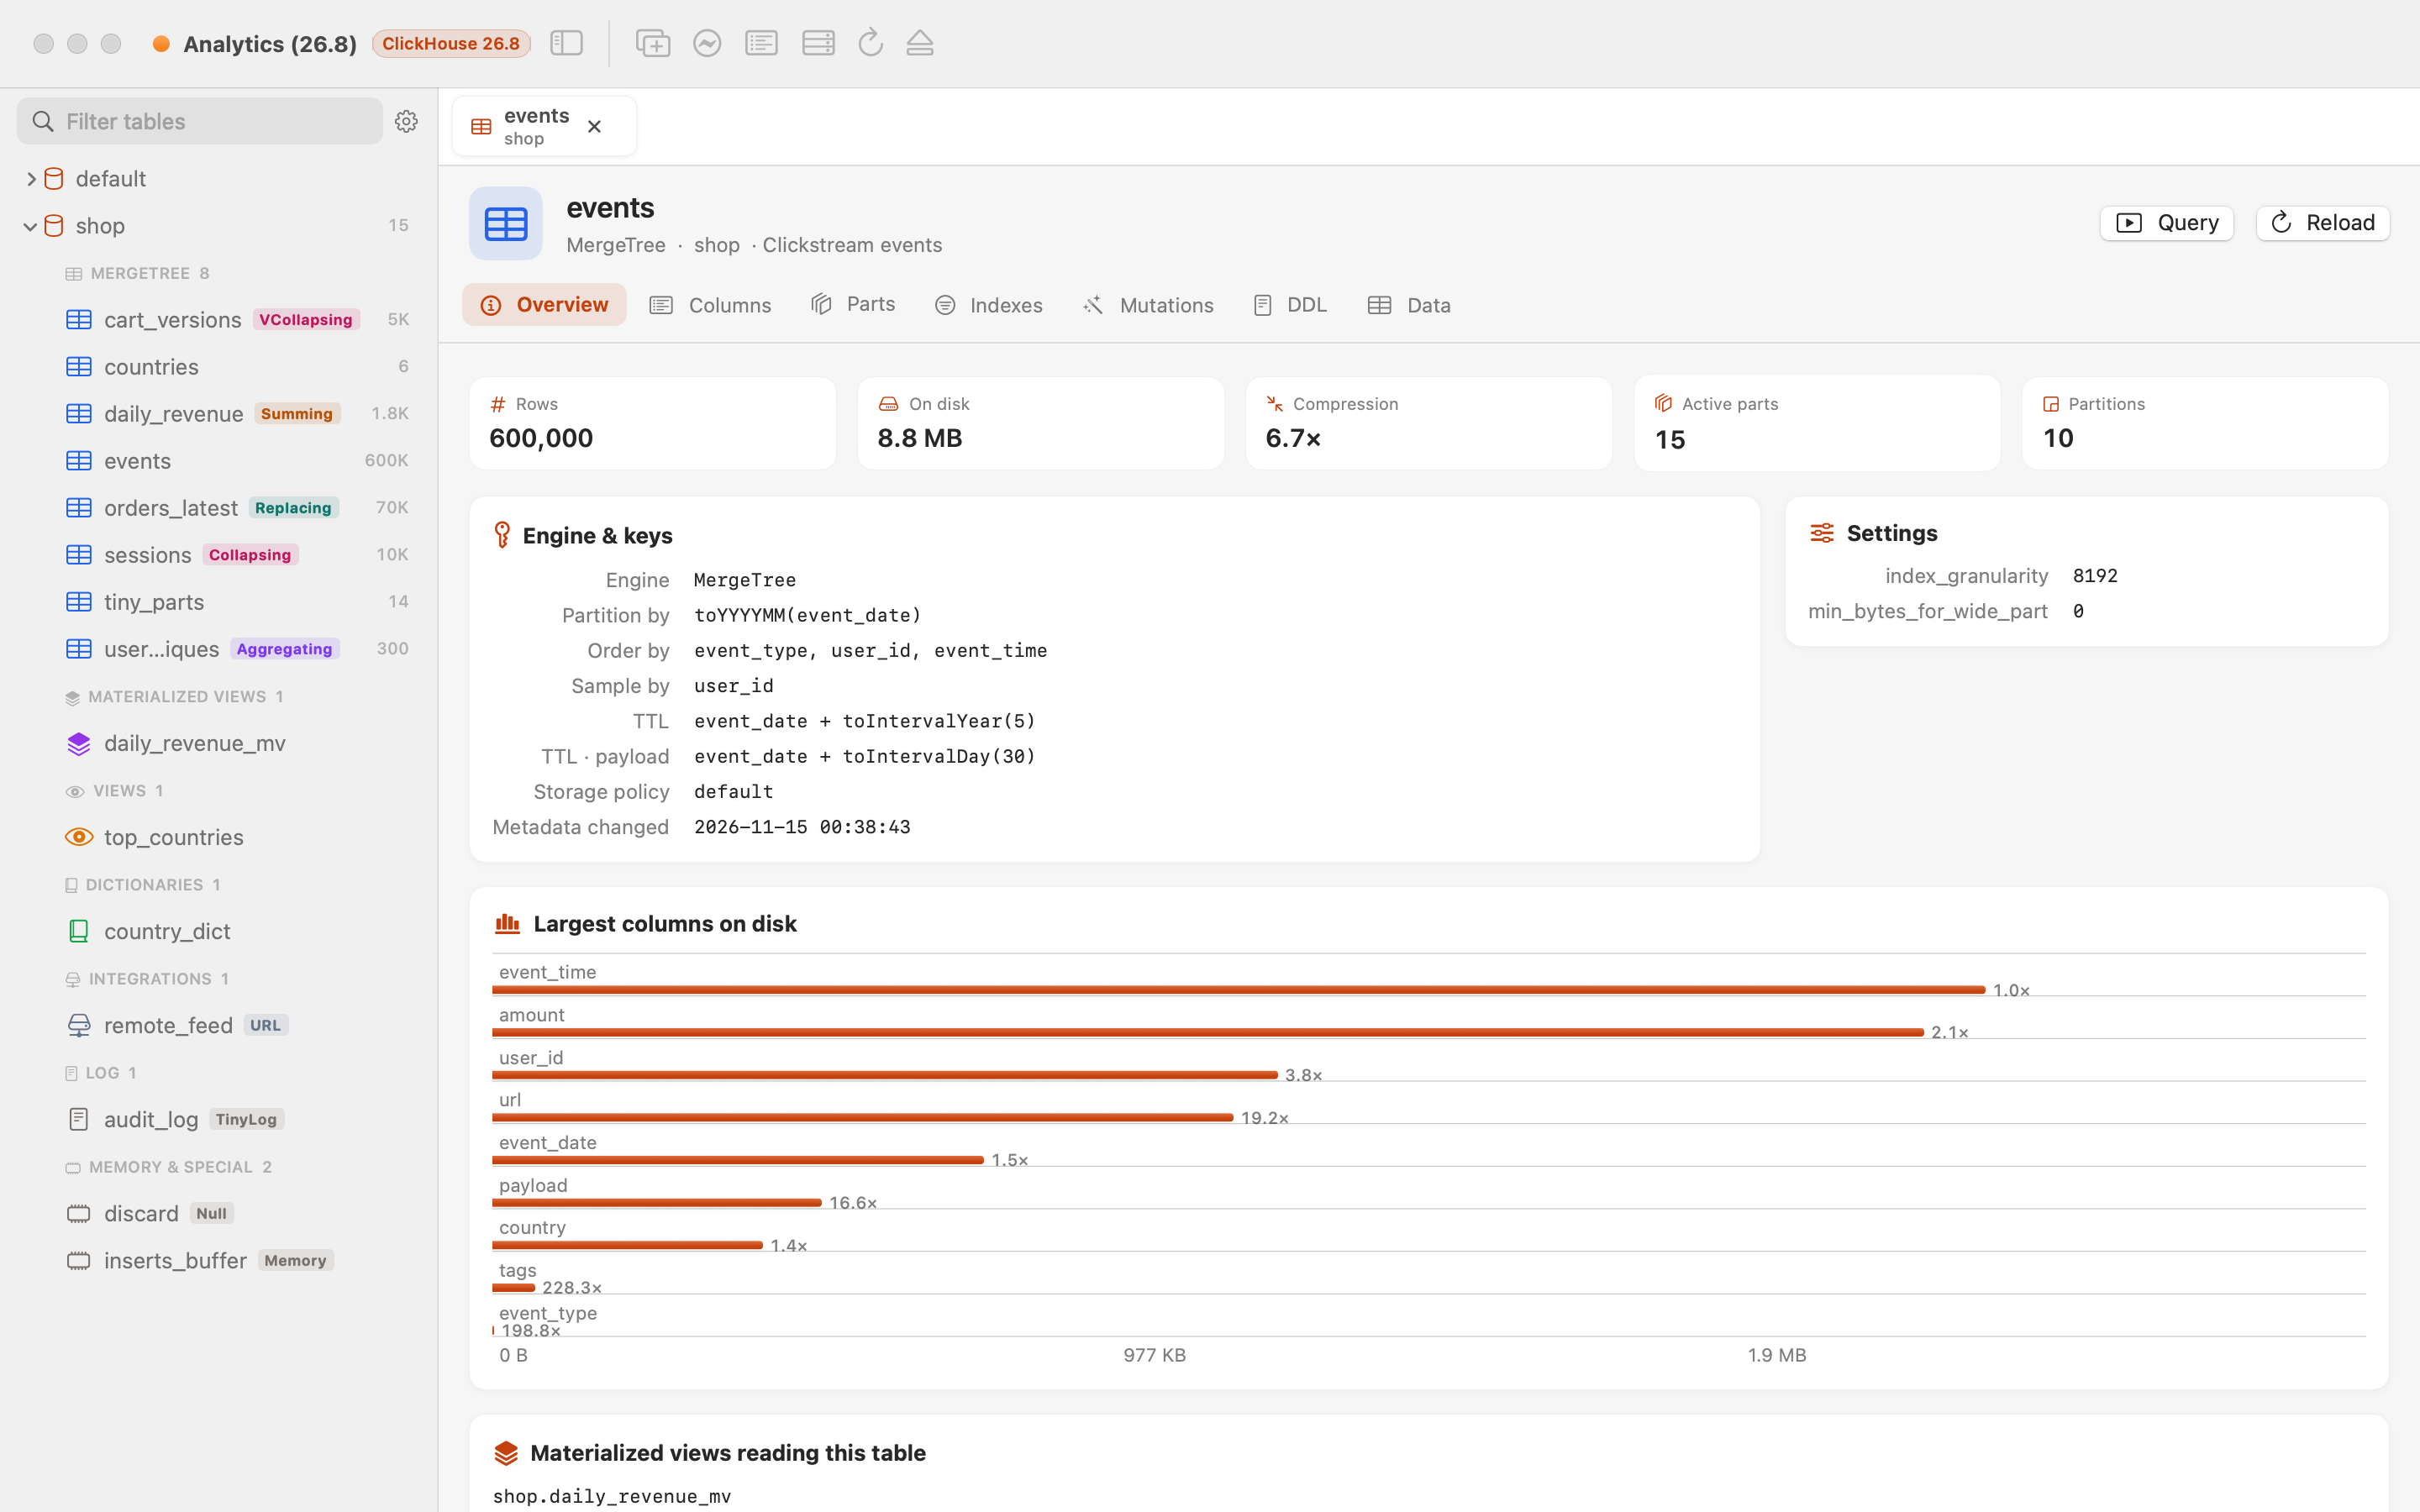 Analytics (26.8) ClickHouse 26.8
Filter tables
default
shop 15
MERGETREE 8
cart_versions VCollapsing 5K
countries 6
daily_revenue Summing 1.8K
events 600K
orders_latest Replacing 70K
sessions Collapsing 10K
tiny_parts 14
user...iques Aggregating 300
MATERIALIZED VIEWS 1
daily_revenue_mv
VIEWS 1
top_countries
DICTIONARIES 1
country_dict
INTEGRATIONS 1
remote_feed URL
LOG 1
audit_log TinyLog
MEMORY & SPECIAL 2
discard Null
inserts_buffer Memory
events
shop
events
MergeTree · shop · Clickstream events
Query Reload
Overview Columns Parts Indexes Mutations DDL Data
Rows
600,000
On disk
8.8 MB
Compression
6.7×
Active parts
15
Partitions
10
Engine & keys
Engine MergeTree
Partition by toYYYYMM(event_date)
Order by event_type, user_id, event_time
Sample by user_id
TTL event_date + toIntervalYear(5)
TTL · payload event_date + toIntervalDay(30)
Storage policy default
Metadata changed 2026-11-15 00:38:43
Settings
index_granularity 8192
min_bytes_for_wide_part 0
Largest columns on disk
event_time
1.0×
amount
2.1×
user_id
3.8×
url
19.2×
event_date
1.5×
payload
16.6×
country
1.4×
tags
228.3×
event_type
198.8×
0 B 977 KB 1.9 MB
Materialized views reading this table
shop.daily_revenue_mv